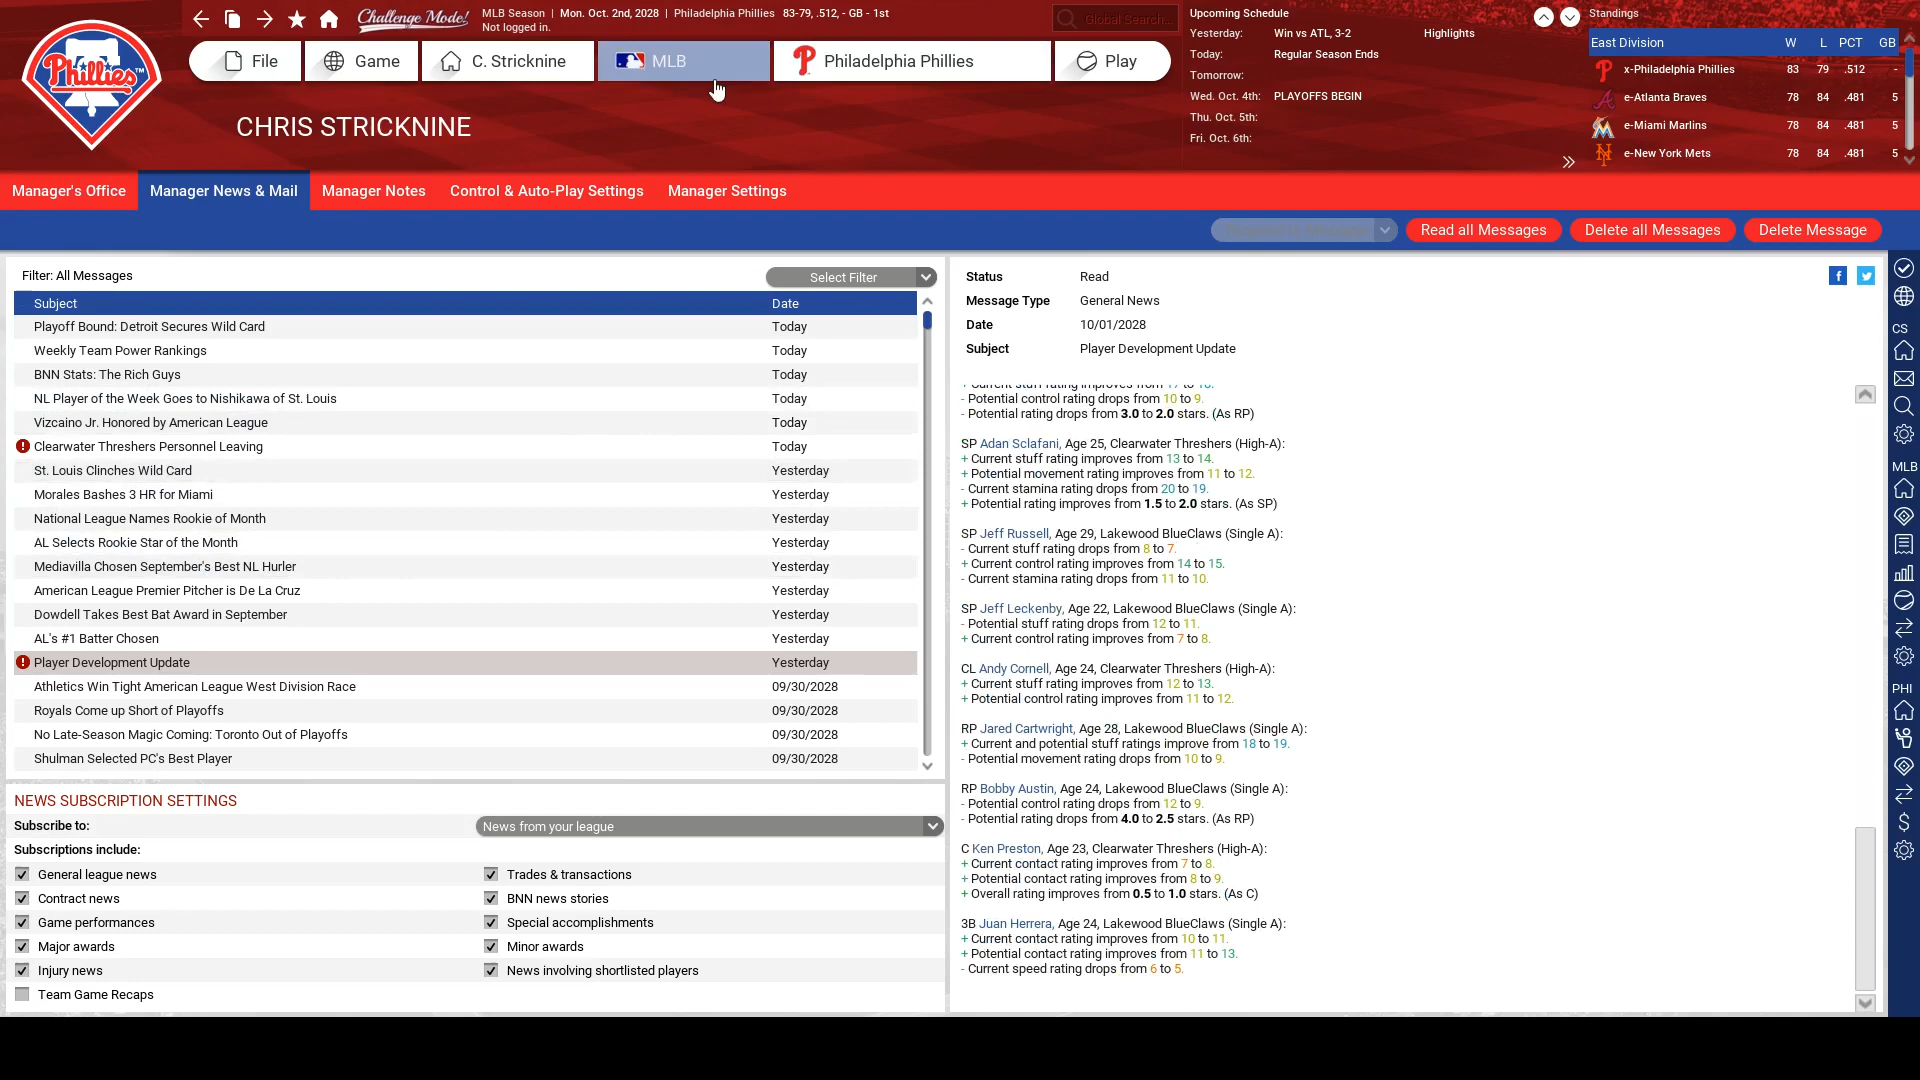 Phillies
Challenge Mode!
MLB Season | Mon. Oct. 2nd, 2028 | Philadelphia Phillies 83-79, .512, - GB - 1st
Not logged in.
Global Search...
File
Game
C. Stricknine
MLB
Philadelphia Phillies
Play
CHRIS STRICKNINE
Upcoming Schedule
Yesterday: Win vs ATL, 3-2 Highlights
Today: Regular Season Ends
Tomorrow:
Wed. Oct. 4th: PLAYOFFS BEGIN
Thu. Oct. 5th:
Fri. Oct. 6th:
Standings
East Division W L PCT GB
x-Philadelphia Phillies 83 79 .512 -
e-Atlanta Braves 78 84 .481 5
e-Miami Marlins 78 84 .481 5
e-New York Mets 78 84 .481 5
Manager's Office
Manager News & Mail
Manager Notes
Control & Auto-Play Settings
Manager Settings
Read all Messages
Delete all Messages
Delete Message
Filter: All Messages
Select Filter
Subject Date
Playoff Bound: Detroit Secures Wild Card Today
Weekly Team Power Rankings Today
BNN Stats: The Rich Guys Today
NL Player of the Week Goes to Nishikawa of St. Louis Today
Vizcaino Jr. Honored by American League Today
Clearwater Threshers Personnel Leaving Today
St. Louis Clinches Wild Card Yesterday
Morales Bashes 3 HR for Miami Yesterday
National League Names Rookie of Month Yesterday
AL Selects Rookie Star of the Month Yesterday
Mediavilla Chosen September's Best NL Hurler Yesterday
American League Premier Pitcher is De La Cruz Yesterday
Dowdell Takes Best Bat Award in September Yesterday
AL's #1 Batter Chosen Yesterday
Player Development Update Yesterday
Athletics Win Tight American League West Division Race 09/30/2028
Royals Come up Short of Playoffs 09/30/2028
No Late-Season Magic Coming: Toronto Out of Playoffs 09/30/2028
Shulman Selected PC's Best Player 09/30/2028
NEWS SUBSCRIPTION SETTINGS
Subscribe to: News from your league
Subscriptions include:
General league news Trades & transactions
Contract news BNN news stories
Game performances Special accomplishments
Major awards Minor awards
Injury news News involving shortlisted players
Team Game Recaps
Status Read
Message Type General News
Date 10/01/2028
Subject Player Development Update
+ Current stuff rating improves from 17 to 18.
- Potential control rating drops from 10 to 9.
- Potential rating drops from 3.0 to 2.0 stars. (As RP)
SP Adan Sclafani, Age 25, Clearwater Threshers (High-A):
+ Current stuff rating improves from 13 to 14.
+ Potential movement rating improves from 11 to 12.
- Current stamina rating drops from 20 to 19.
+ Potential rating improves from 1.5 to 2.0 stars. (As SP)
SP Jeff Russell, Age 29, Lakewood BlueClaws (Single A):
- Current stuff rating drops from 8 to 7.
+ Current control rating improves from 14 to 15.
- Current stamina rating drops from 11 to 10.
SP Jeff Leckenby, Age 22, Lakewood BlueClaws (Single A):
- Potential stuff rating drops from 12 to 11.
+ Current control rating improves from 7 to 8.
CL Andy Cornell, Age 24, Clearwater Threshers (High-A):
+ Current stuff rating improves from 12 to 13.
+ Potential control rating improves from 11 to 12.
RP Jared Cartwright, Age 28, Lakewood BlueClaws (Single A):
+ Current and potential stuff ratings improve from 18 to 19.
- Potential movement rating drops from 10 to 9.
RP Bobby Austin, Age 24, Lakewood BlueClaws (Single A):
- Potential control rating drops from 12 to 9.
- Potential rating drops from 4.0 to 2.5 stars. (As RP)
C Ken Preston, Age 23, Clearwater Threshers (High-A):
+ Current contact rating improves from 7 to 8.
+ Potential contact rating improves from 8 to 9.
+ Overall rating improves from 0.5 to 1.0 stars. (As C)
3B Juan Herrera, Age 24, Lakewood BlueClaws (Single A):
+ Current contact rating improves from 10 to 11.
+ Potential contact rating improves from 11 to 13.
- Current speed rating drops from 6 to 5.
CS
MLB
PHI